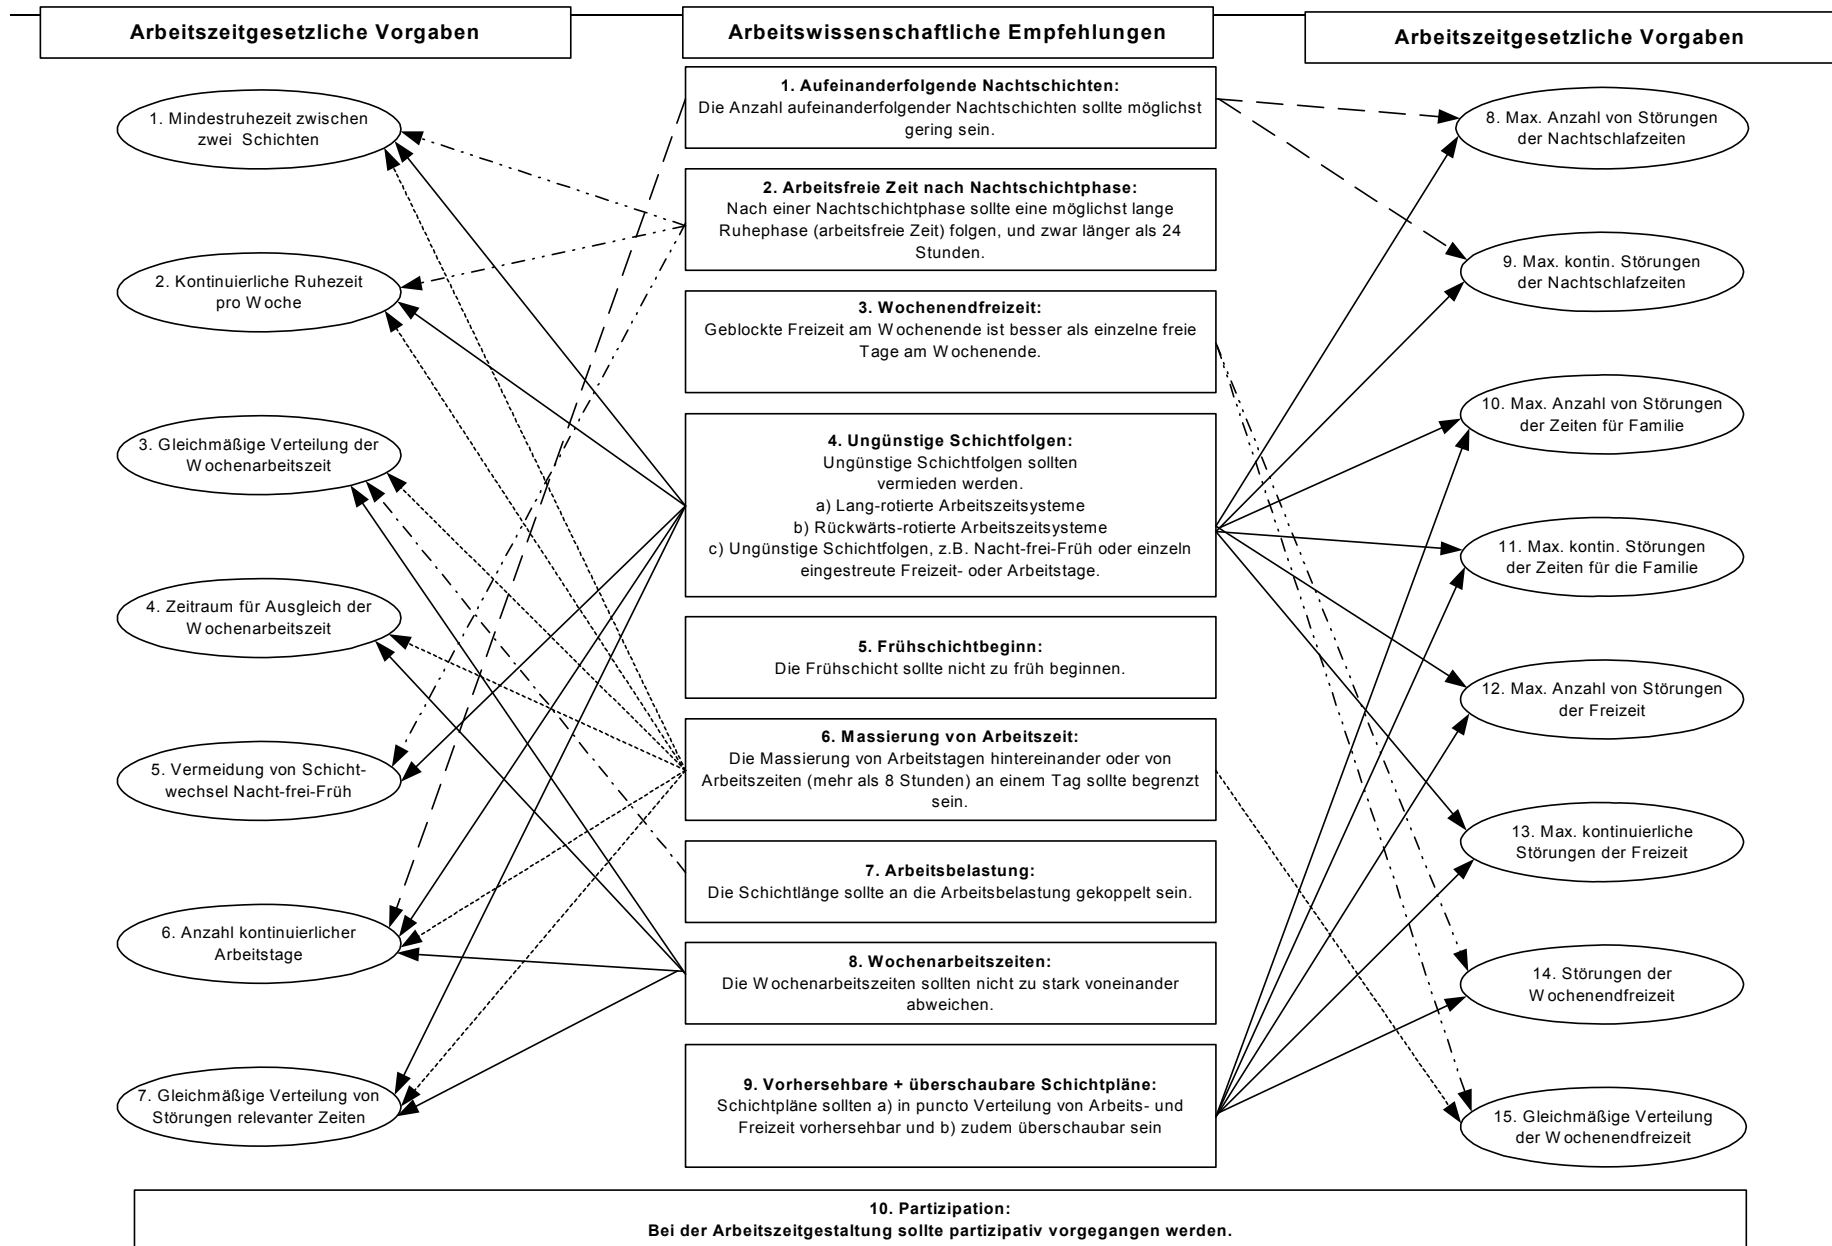 Arbeitszeitgesetzliche Vorgaben
Arbeitswissenschaftliche Empfehlungen
Arbeitszeitgesetzliche Vorgaben
1. Mindestruhezeit zwischen
zwei Schichten
2. Kontinuierliche Ruhezeit
pro Woche
3. Gleichmäßige Verteilung der
Wochenarbeitszeit
4. Zeitraum für Ausgleich der
Wochenarbeitszeit
5. Vermeidung von Schicht-
wechsel Nacht-frei-Früh
6. Anzahl kontinuierlicher
Arbeitstage
7. Gleichmäßige Verteilung von
Störungen relevanter Zeiten
1. Aufeinanderfolgende Nachtschichten:
Die Anzahl aufeinanderfolgender Nachtschichten sollte möglichst
gering sein.
2. Arbeitsfreie Zeit nach Nachtschichtphase:
Nach einer Nachtschichtphase sollte eine möglichst lange
Ruhephase (arbeitsfreie Zeit) folgen, und zwar länger als 24
Stunden.
3. Wochenendfreizeit:
Geblockte Freizeit am Wochenende ist besser als einzelne freie
Tage am Wochenende.
4. Ungünstige Schichtfolgen:
Ungünstige Schichtfolgen sollten
vermieden werden.
a) Lang-rotierte Arbeitszeitsysteme
b) Rückwärts-rotierte Arbeitszeitsysteme
c) Ungünstige Schichtfolgen, z.B. Nacht-frei-Früh oder einzeln
eingestreute Freizeit- oder Arbeitstage.
5. Frühschichtbeginn:
Die Frühschicht sollte nicht zu früh beginnen.
6. Massierung von Arbeitszeit:
Die Massierung von Arbeitstagen hintereinander oder von
Arbeitszeiten (mehr als 8 Stunden) an einem Tag sollte begrenzt
sein.
7. Arbeitsbelastung:
Die Schichtlänge sollte an die Arbeitsbelastung gekoppelt sein.
8. Wochenarbeitszeiten:
Die Wochenarbeitszeiten sollten nicht zu stark voneinander
abweichen.
9. Vorhersehbare + überschaubare Schichtpläne:
Schichtpläne sollten a) in puncto Verteilung von Arbeits- und
Freizeit vorhersehbar und b) zudem überschaubar sein
8. Max. Anzahl von Störungen
der Nachtschlafzeiten
9. Max. kontin. Störungen
der Nachtschlafzeiten
10. Max. Anzahl von Störungen
der Zeiten für Familie
11. Max. kontin. Störungen
der Zeiten für die Familie
12. Max. Anzahl von Störungen
der Freizeit
13. Max. kontinuierliche
Störungen der Freizeit
14. Störungen der
Wochenendfreizeit
15. Gleichmäßige Verteilung
der Wochenendfreizeit
10. Partizipation:
Bei der Arbeitszeitgestaltung sollte partizipativ vorgegangen werden.